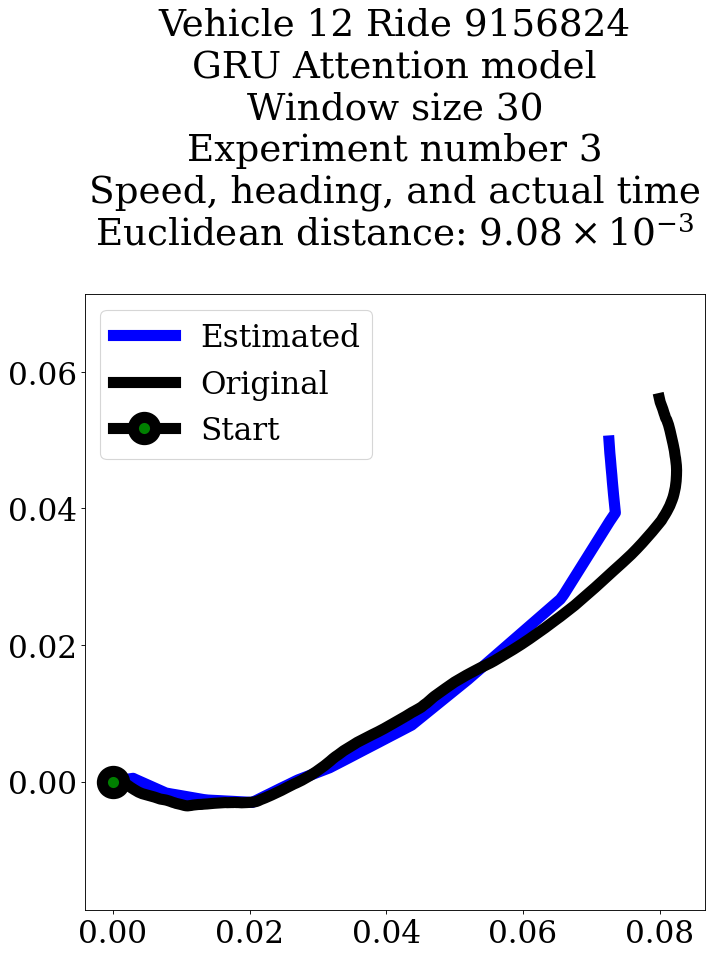 Vehicle 12 Ride 9156824
GRU Attention model
Window size 30
Experiment number 3
Speed, heading, and actual time
Euclidean distance: 9.08 × 10⁻³
Estimated
Original
Start
0.06
0.04
0.02
0.00
0.00 0.02 0.04 0.06 0.08